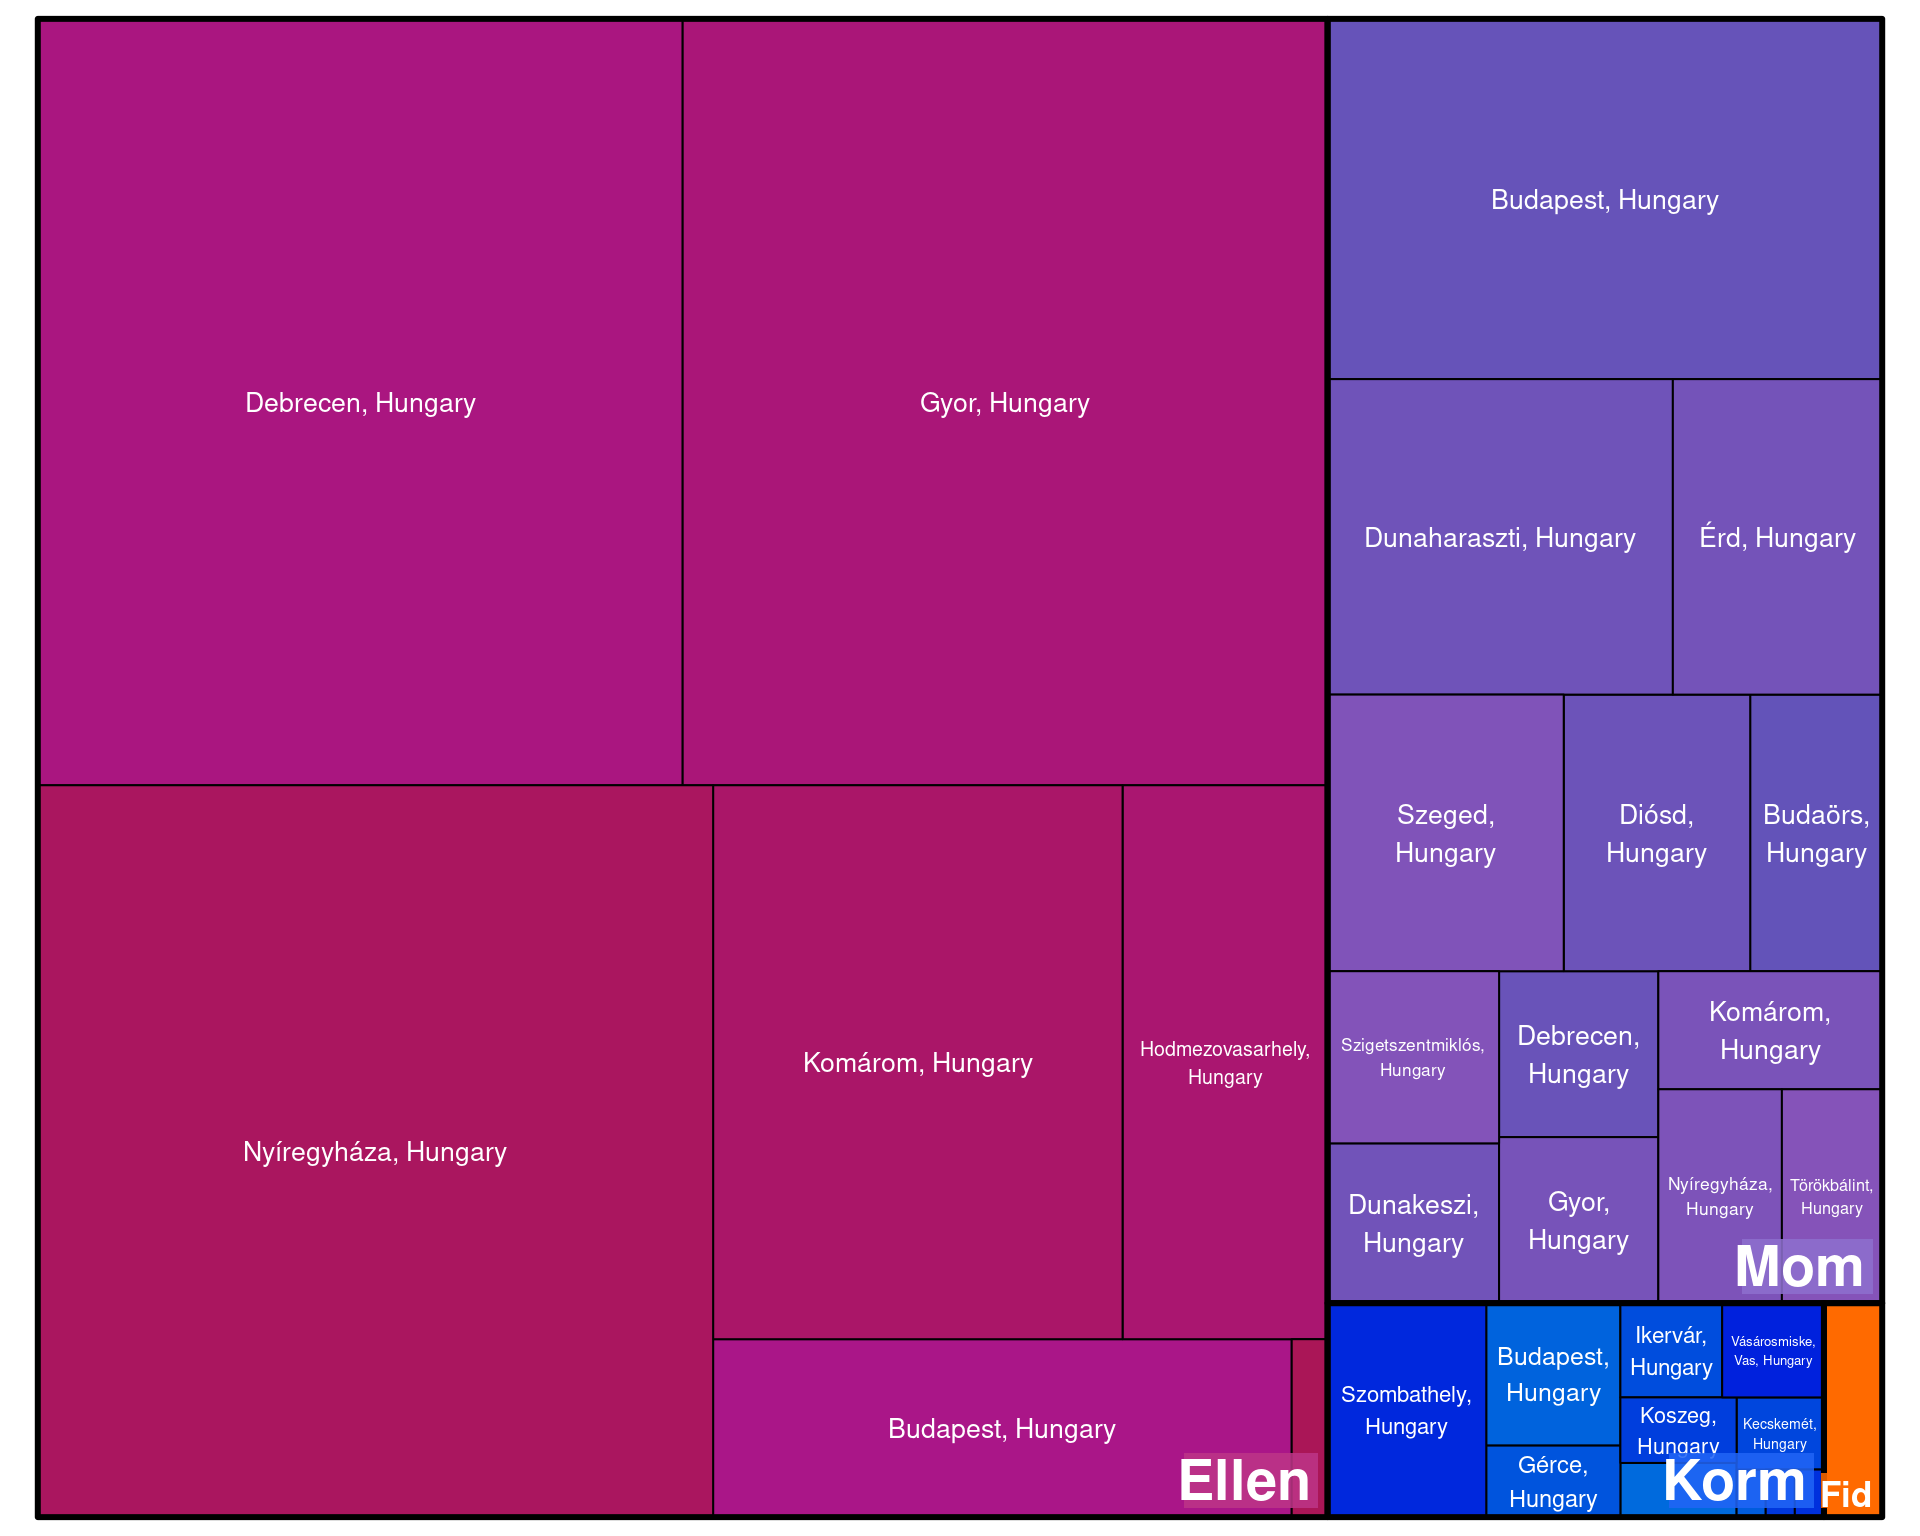 Debrecen, Hungary
Gyor, Hungary
Nyíregyháza, Hungary
Komárom, Hungary
Hodmezovasarhely,
Hungary
Budapest, Hungary
Ellen
Budapest, Hungary
Dunaharaszti, Hungary
Érd, Hungary
Szeged,
Hungary
Diósd,
Hungary
Budaörs,
Hungary
Szigetszentmiklós,
Hungary
Debrecen,
Hungary
Komárom,
Hungary
Dunakeszi,
Hungary
Gyor,
Hungary
Nyíregyháza,
Hungary
Törökbálint,
Hungary
Mom
Szombathely,
Hungary
Budapest,
Hungary
Gérce,
Hungary
Ikervár,
Hungary
Vásárosmiske,
Vas, Hungary
Koszeg,
Hungary
Kecskemét,
Hungary
Korm
Fid